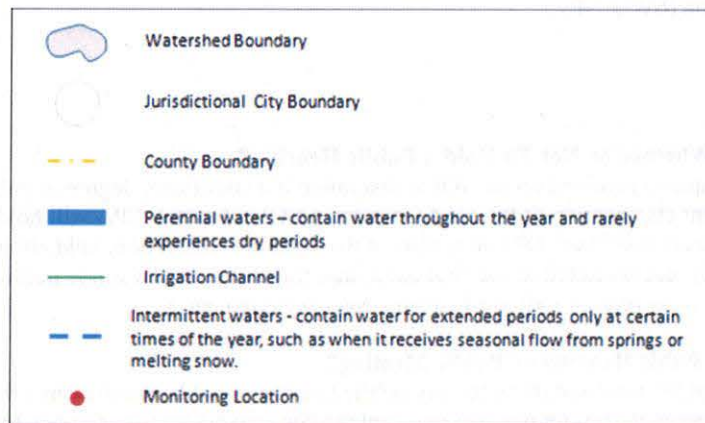 Watershed Boundary
Jurisdictional City Boundary
County Boundary
Perennial waters – contain water throughout the year and rarely
experiences dry periods
Irrigation Channel
Intermittent waters - contain water for extended periods only at certain
times of the year, such as when it receives seasonal flow from springs or
melting snow.
Monitoring Location